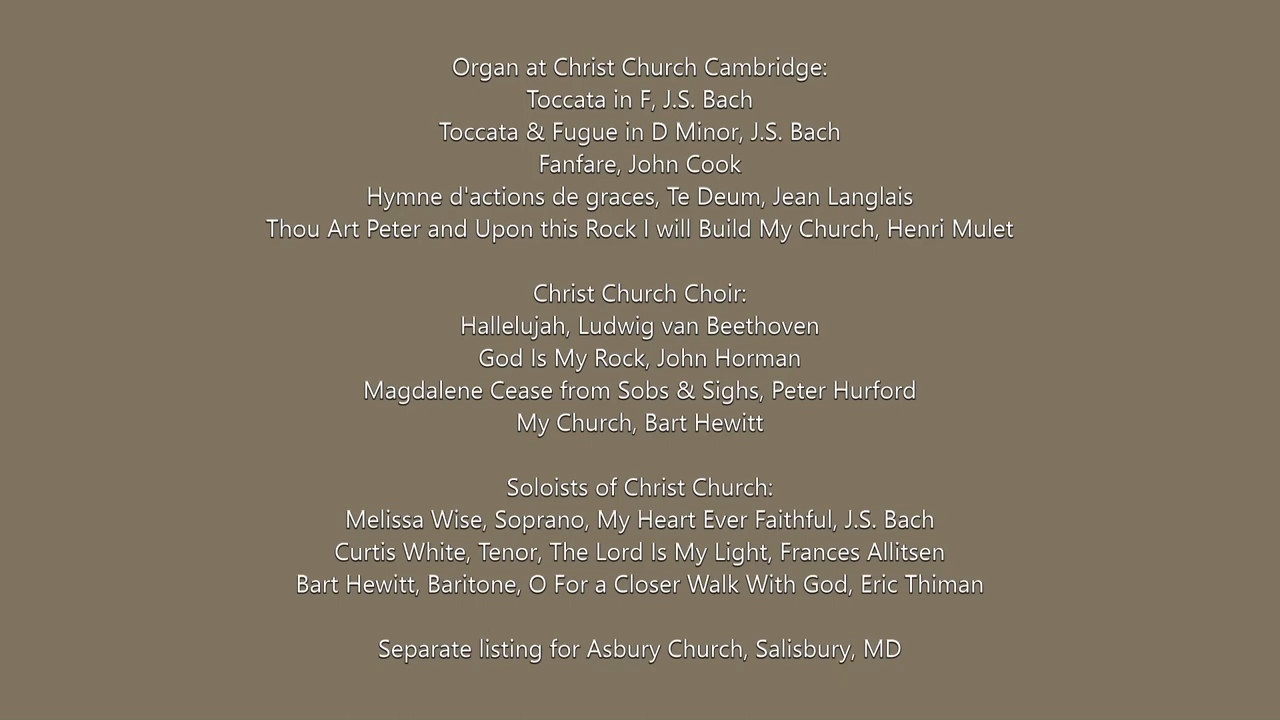 Organ at Christ Church Cambridge:
Toccata in F, J.S. Bach
Toccata & Fugue in D Minor, J.S. Bach
Fanfare, John Cook
Hymne d'actions de graces, Te Deum, Jean Langlais
Thou Art Peter and Upon this Rock I will Build My Church, Henri Mulet
Christ Church Choir:
Hallelujah, Ludwig van Beethoven
God Is My Rock, John Horman
Magdalene Cease from Sobs & Sighs, Peter Hurford
My Church, Bart Hewitt
Soloists of Christ Church:
Melissa Wise, Soprano, My Heart Ever Faithful, J.S. Bach
Curtis White, Tenor, The Lord Is My Light, Frances Allitsen
Bart Hewitt, Baritone, O For a Closer Walk With God, Eric Thiman
Separate listing for Asbury Church, Salisbury, MD